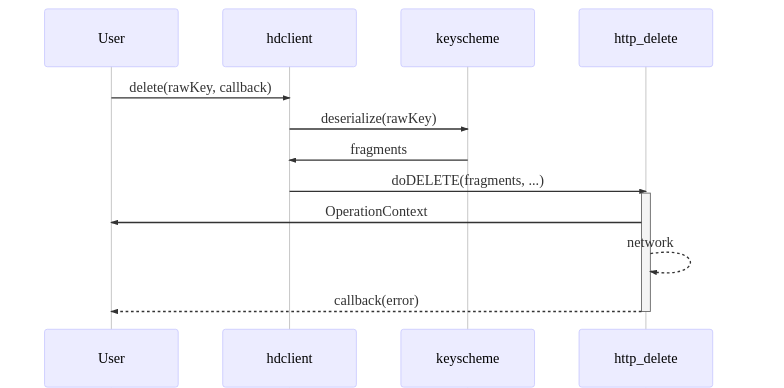 User
hdclient
keyscheme
http_delete
delete(rawKey, callback)
deserialize(rawKey)
fragments
doDELETE(fragments, ...)
OperationContext
network
callback(error)
User
hdclient
keyscheme
http_delete